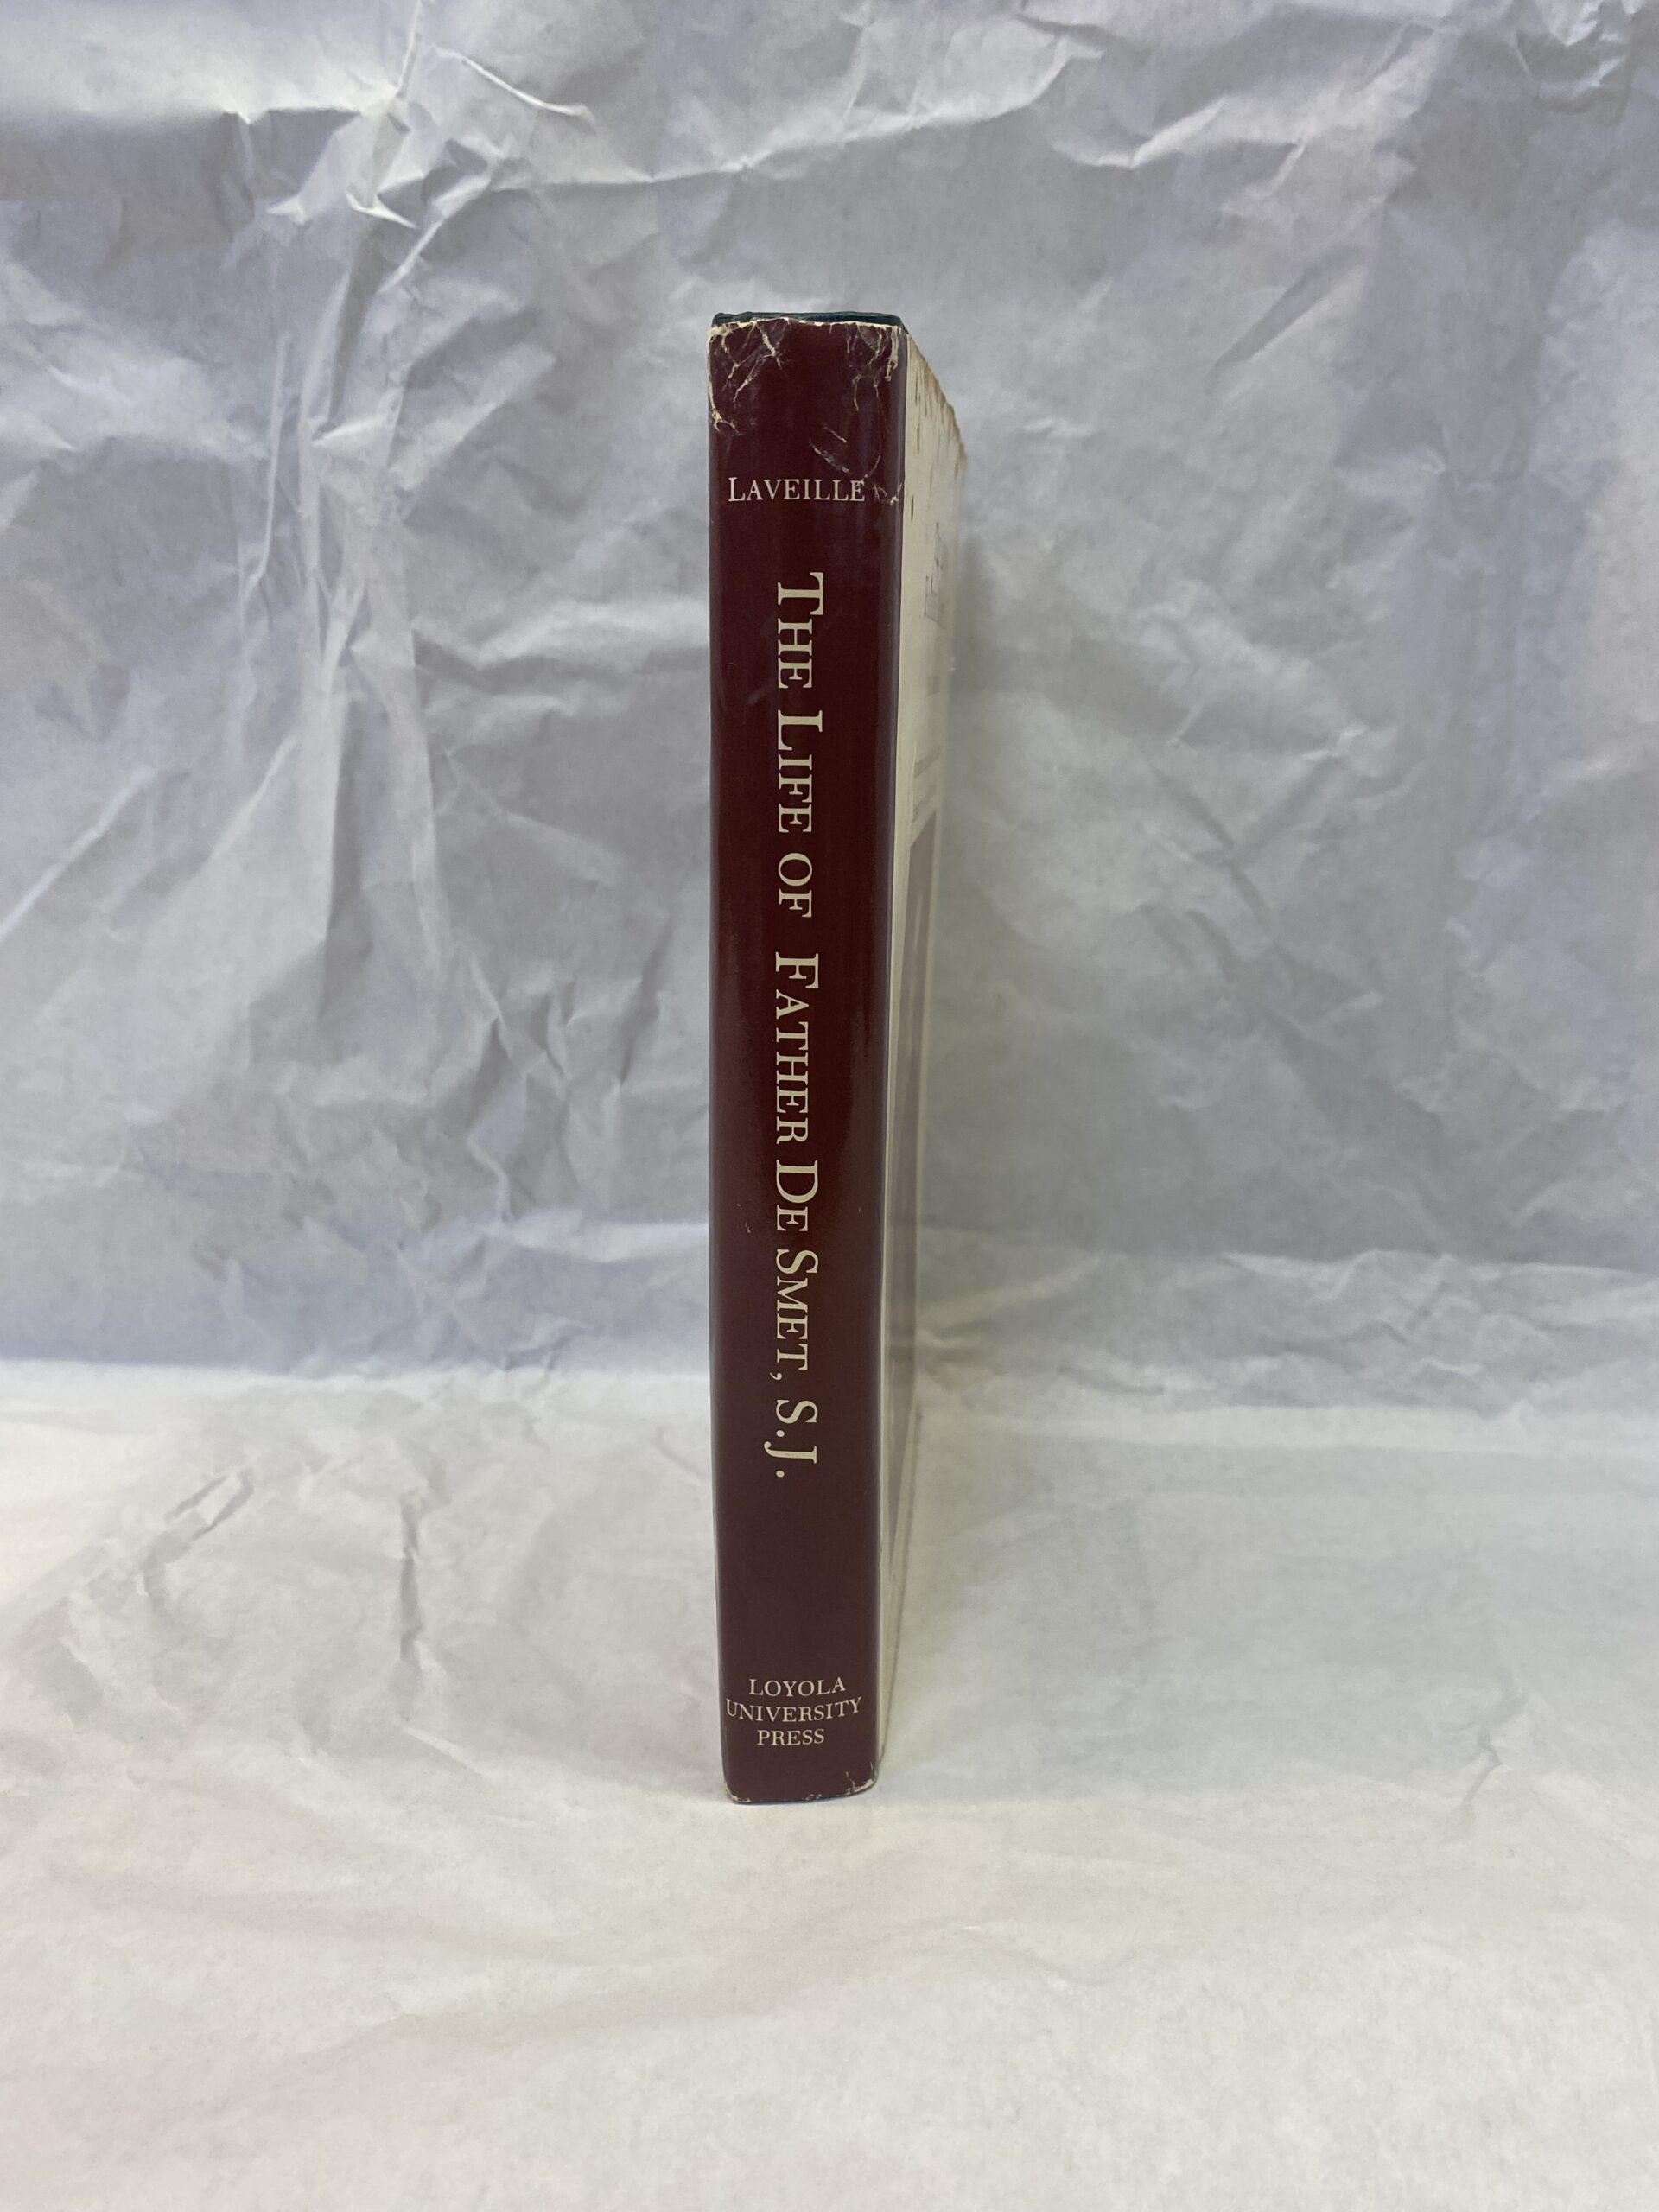 LAVEILLE
THE LIFE OF FATHER DE SMET, S.J.
LOYOLA
UNIVERSITY
PRESS